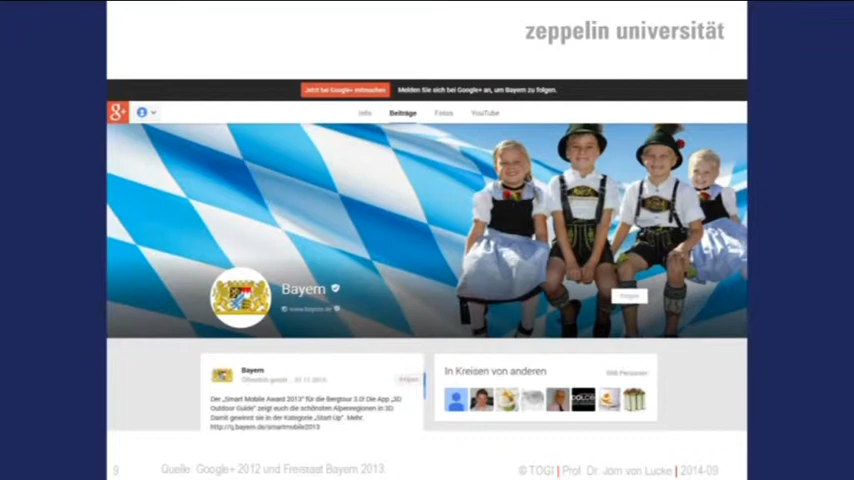 zeppelin universität
Jetzt bei Google+ mitmachen Melden Sie sich bei Google+ an, um Bayern zu folgen.
g+ Info Beiträge Fotos YouTube
Bayern
www.bayern.de
Folgen
Bayern
Öffentlich geteilt
Der „Smart Mobile Award 2013" für die Bergtour 3.0! Die App „3D
Outdoor Guide" zeigt euch die schönsten Alpenregionen in 3D
Damit gewinnt sie in der Kategorie „Start-Up". Mehr:
http://q.bayern.de/smartmobile2013
In Kreisen von anderen
Personen
DOLCE
9 Quelle: Google+ 2012 und Freistaat Bayern 2013. © TOGI | Prof. Dr. Jörn von Lucke | 2014-09